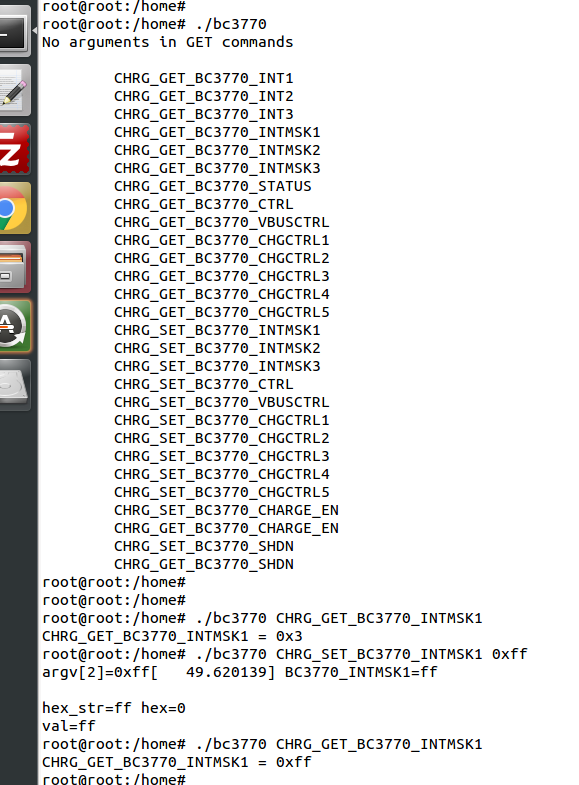 root@root:/home#
root@root:/home# ./bc3770
No arguments in GET commands
CHRG_GET_BC3770_INT1
CHRG_GET_BC3770_INT2
CHRG_GET_BC3770_INT3
CHRG_GET_BC3770_INTMSK1
CHRG_GET_BC3770_INTMSK2
CHRG_GET_BC3770_INTMSK3
CHRG_GET_BC3770_STATUS
CHRG_GET_BC3770_CTRL
CHRG_GET_BC3770_VBUSCTRL
CHRG_GET_BC3770_CHGCTRL1
CHRG_GET_BC3770_CHGCTRL2
CHRG_GET_BC3770_CHGCTRL3
CHRG_GET_BC3770_CHGCTRL4
CHRG_GET_BC3770_CHGCTRL5
CHRG_SET_BC3770_INTMSK1
CHRG_SET_BC3770_INTMSK2
CHRG_SET_BC3770_INTMSK3
CHRG_SET_BC3770_CTRL
CHRG_SET_BC3770_VBUSCTRL
CHRG_SET_BC3770_CHGCTRL1
CHRG_SET_BC3770_CHGCTRL2
CHRG_SET_BC3770_CHGCTRL3
CHRG_SET_BC3770_CHGCTRL4
CHRG_SET_BC3770_CHGCTRL5
CHRG_SET_BC3770_CHARGE_EN
CHRG_GET_BC3770_CHARGE_EN
CHRG_SET_BC3770_SHDN
CHRG_GET_BC3770_SHDN
root@root:/home#
root@root:/home#
root@root:/home# ./bc3770 CHRG_GET_BC3770_INTMSK1
CHRG_GET_BC3770_INTMSK1 = 0x3
root@root:/home# ./bc3770 CHRG_SET_BC3770_INTMSK1 0xff
argv[2]=0xff[   49.620139] BC3770_INTMSK1=ff
hex_str=ff hex=0
val=ff
root@root:/home# ./bc3770 CHRG_GET_BC3770_INTMSK1
CHRG_GET_BC3770_INTMSK1 = 0xff
root@root:/home#